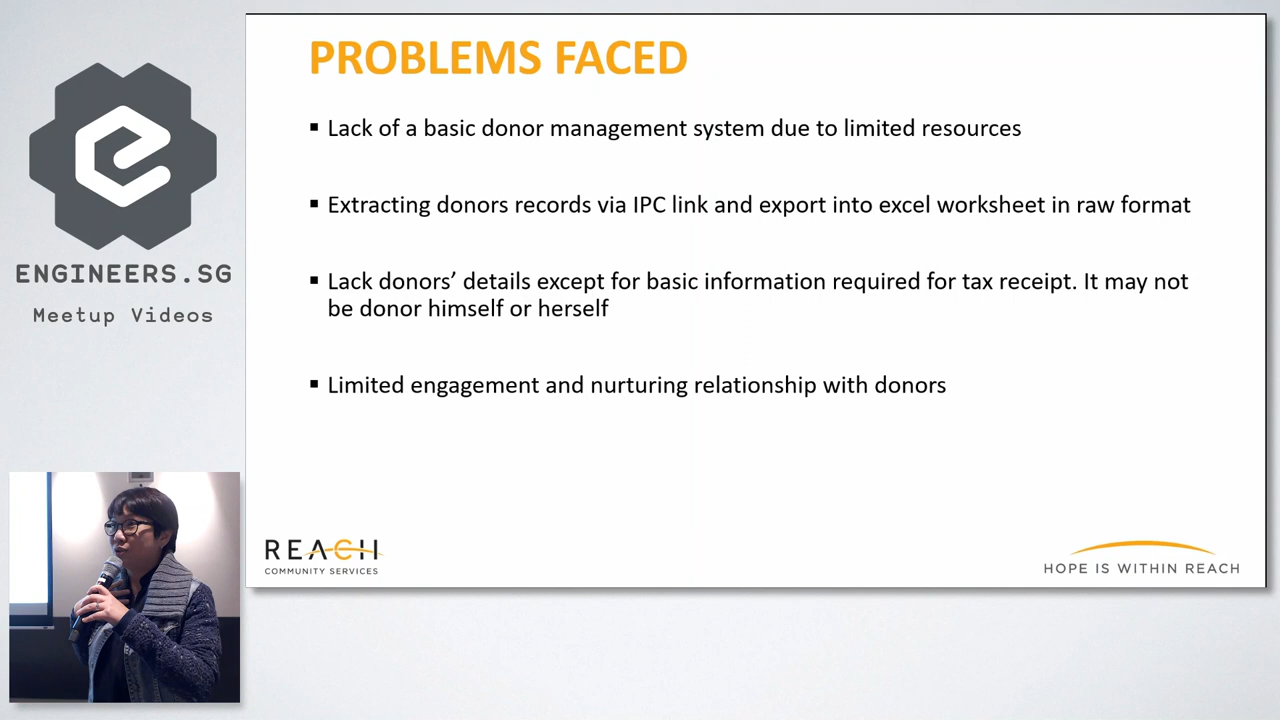 ENGINEERS.SG
Meetup Videos
PROBLEMS FACED
▪ Lack of a basic donor management system due to limited resources
▪ Extracting donors records via IPC link and export into excel worksheet in raw format
▪ Lack donors’ details except for basic information required for tax receipt. It may not
be donor himself or herself
▪ Limited engagement and nurturing relationship with donors
REACH
COMMUNITY SERVICES
HOPE IS WITHIN REACH